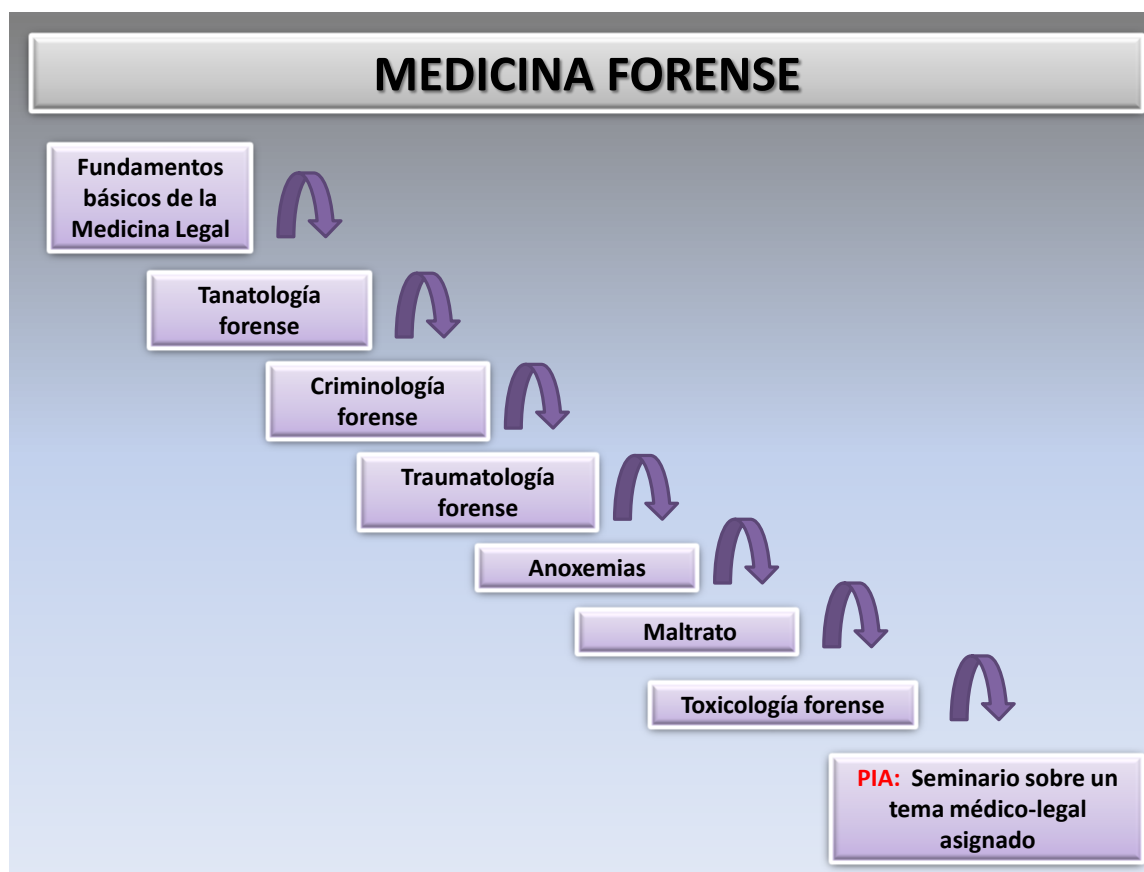 MEDICINA FORENSE
Fundamentos
básicos de la
Medicina Legal
Tanatología
forense
Criminología
forense
Traumatología
forense
Anoxemias
Maltrato
Toxicología forense
PIA: Seminario sobre un
tema médico-legal
asignado